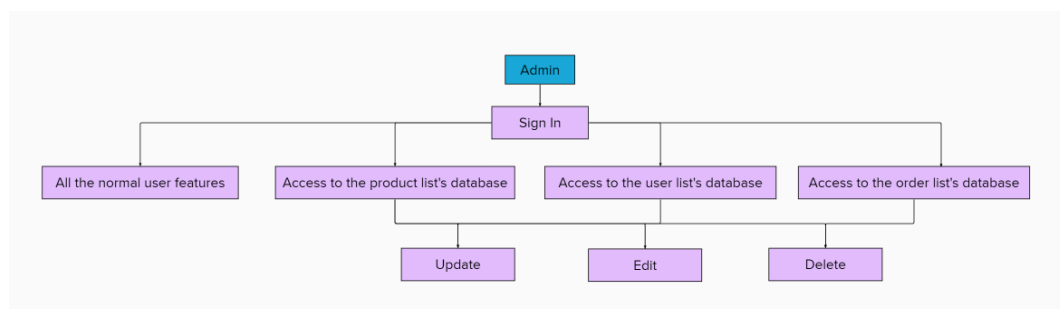 Admin
Sign In
All the normal user features
Access to the product list's database
Access to the user list's database
Access to the order list's database
Update
Edit
Delete